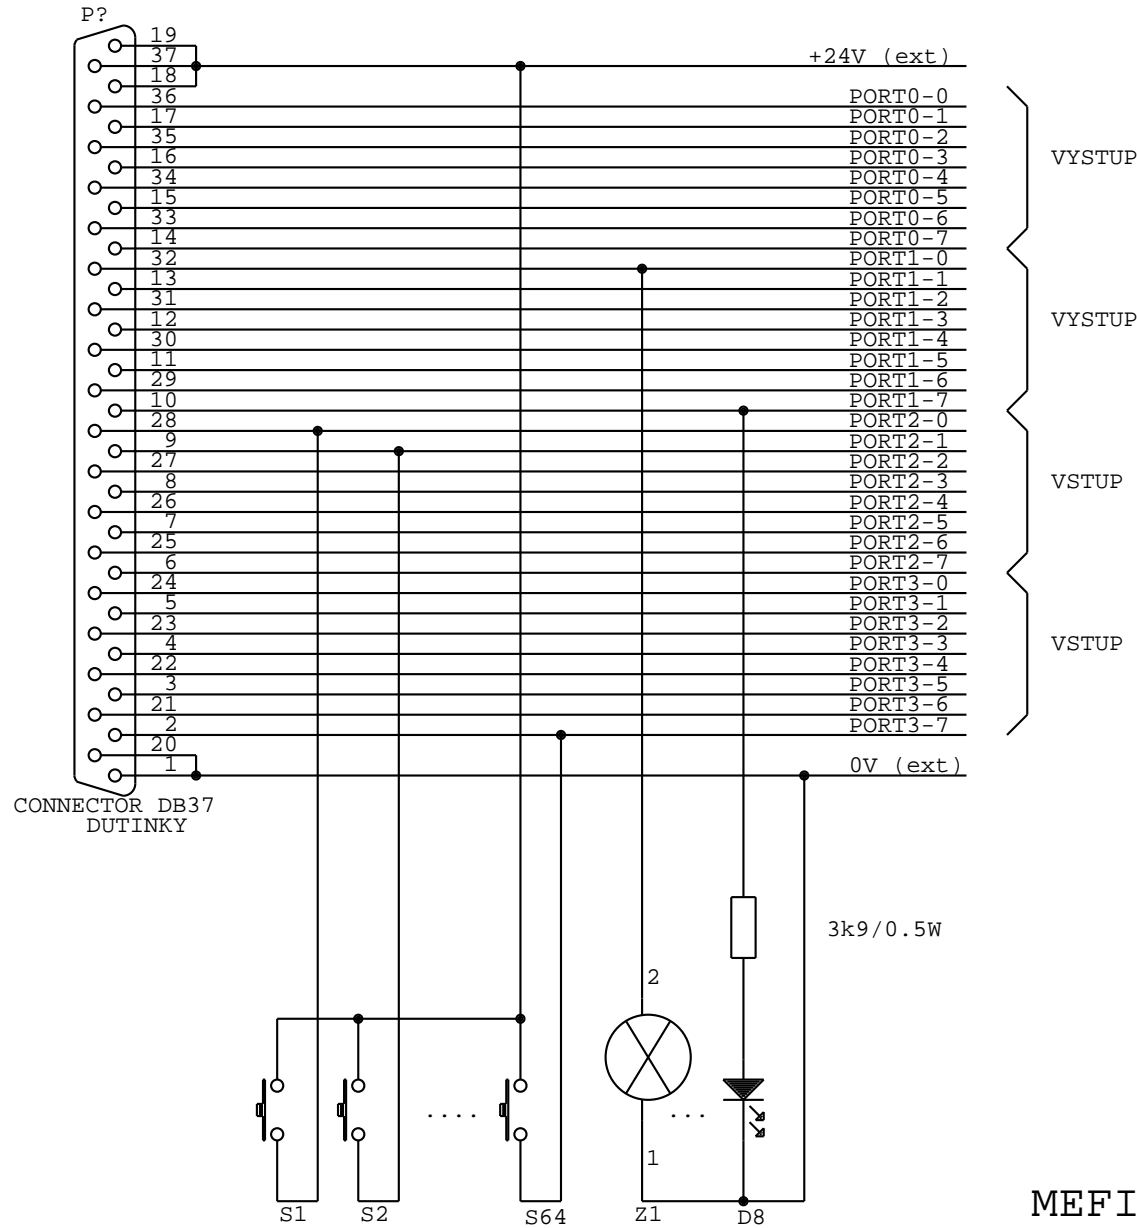 P?
19
37
+24V (ext)
18
36
PORT0-0
17
PORT0-1
35
PORT0-2
16
PORT0-3
VYSTUP
34
PORT0-4
15
PORT0-5
33
PORT0-6
14
PORT0-7
32
PORT1-0
13
PORT1-1
31
PORT1-2
12
PORT1-3
VYSTUP
30
PORT1-4
11
PORT1-5
29
PORT1-6
10
PORT1-7
28
PORT2-0
9
PORT2-1
27
PORT2-2
8
PORT2-3
VSTUP
26
PORT2-4
7
PORT2-5
25
PORT2-6
6
PORT2-7
24
PORT3-0
5
PORT3-1
23
PORT3-2
4
PORT3-3
VSTUP
22
PORT3-4
3
PORT3-5
21
PORT3-6
2
PORT3-7
20
1
0V (ext)
CONNECTOR DB37
DUTINKY
3k9/0.5W
2
....
...
1
S1
S2
S64
Z1
D8
MEFI